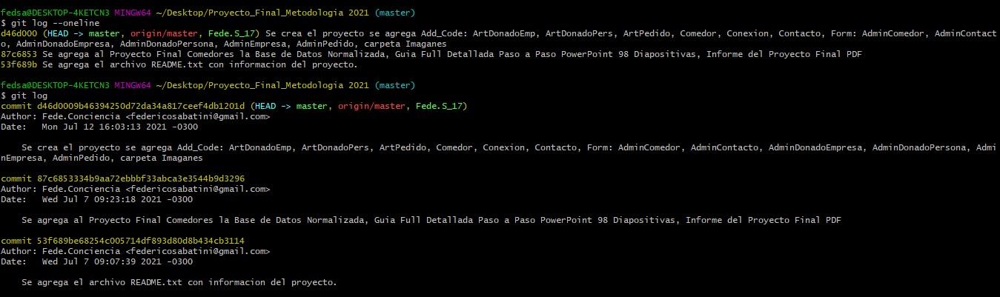 fedsa@DESKTOP-4KETCN3 MINGW64 ~/Desktop/Proyecto_Final_Metodologia 2021 (master)
$ git log --oneline
d46d000 (HEAD -> master, origin/master, Fede.S_17) Se crea el proyecto se agrega Add_Code: ArtDonadoEmp, ArtDonadoPers, ArtPedido, Comedor, Conexion, Contacto, Form: AdminComedor, AdminContact
o, AdminDonadoEmpresa, AdminDonadoPersona, AdminEmpresa, AdminPedido, carpeta Imaganes
87c6853 Se agrega al Proyecto Final Comedores la Base de Datos Normalizada, Guia Full Detallada Paso a Paso PowerPoint 98 Diapositivas, Informe del Proyecto Final PDF
53f689b Se agrega el archivo README.txt con informacion del proyecto.
fedsa@DESKTOP-4KETCN3 MINGW64 ~/Desktop/Proyecto_Final_Metodologia 2021 (master)
$ git log
commit d46d0009b46394250d72da34a817ceef4db1201d (HEAD -> master, origin/master, Fede.S_17)
Author: Fede.Conciencia <federicosabatini@gmail.com>
Date:   Mon Jul 12 16:03:13 2021 -0300
    Se crea el proyecto se agrega Add_Code: ArtDonadoEmp, ArtDonadoPers, ArtPedido, Comedor, Conexion, Contacto, Form: AdminComedor, AdminContacto, AdminDonadoEmpresa, AdminDonadoPersona, Admi
nEmpresa, AdminPedido, carpeta Imaganes
commit 87c6853334b9aa72ebbbf33abca3e3544b9d3296
Author: Fede.Conciencia <federicosabatini@gmail.com>
Date:   Wed Jul 7 09:23:18 2021 -0300
    Se agrega al Proyecto Final Comedores la Base de Datos Normalizada, Guia Full Detallada Paso a Paso PowerPoint 98 Diapositivas, Informe del Proyecto Final PDF
commit 53f689be68254c005714df893d80d8b434cb3114
Author: Fede.Conciencia <federicosabatini@gmail.com>
Date:   Wed Jul 7 09:07:39 2021 -0300
    Se agrega el archivo README.txt con informacion del proyecto.